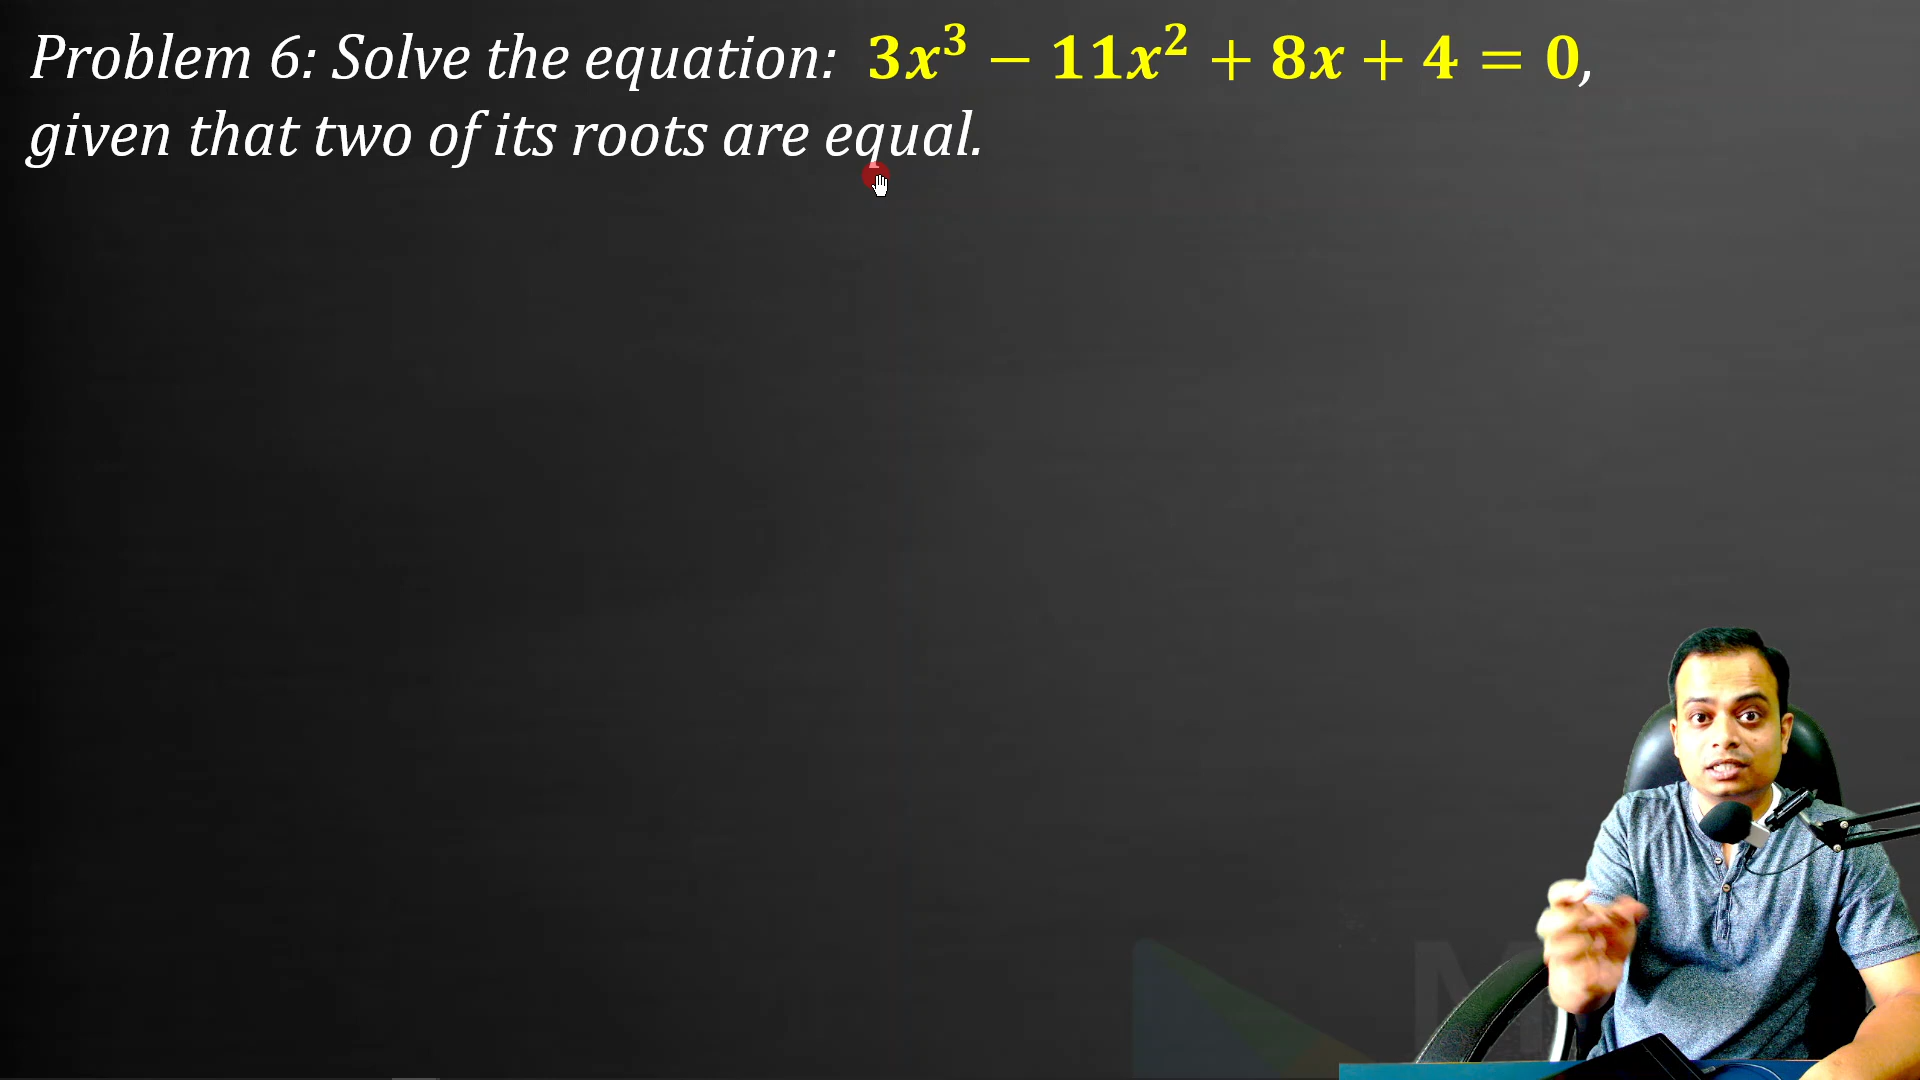 Problem 6: Solve the equation: 3x³ − 11x² + 8x + 4 = 0,
given that two of its roots are equal.